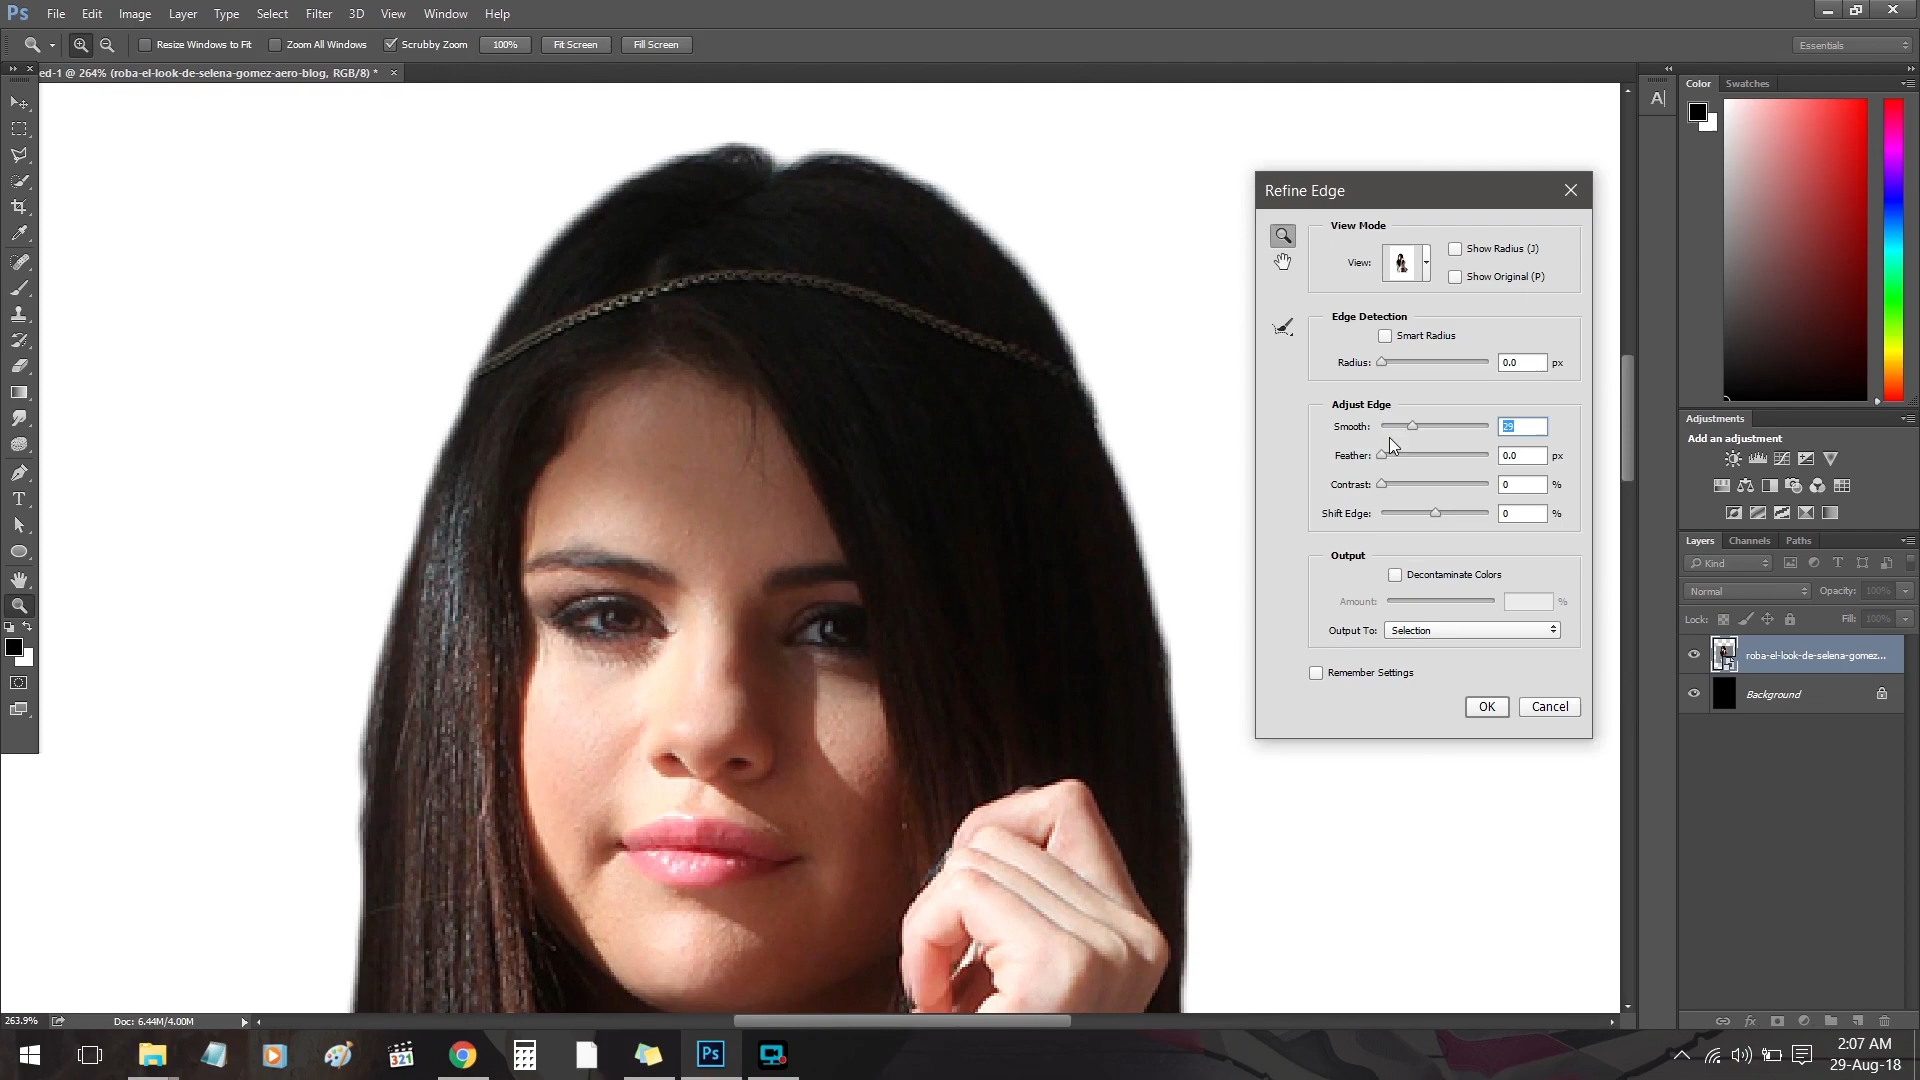 Ps File Edit Image Layer Type Select Filter 3D View Window Help
Resize Windows to Fit Zoom All Windows Scrubby Zoom 100% Fit Screen Fill Screen Essentials
ed-1 @ 264% (roba-el-look-de-selena-gomez-aero-blog, RGB/8) *
Color Swatches
A
Refine Edge
View Mode
View:
Show Radius (J)
Show Original (P)
Edge Detection
Smart Radius
Radius: 0.0 px
Adjust Edge
Smooth: 29
Feather: 0.0 px
Contrast: 0 %
Shift Edge: 0 %
Output
Decontaminate Colors
Amount: %
Output To: Selection
Remember Settings
OK Cancel
Adjustments
Add an adjustment
Layers Channels Paths
Kind
Normal Opacity: 100%
Lock: Fill: 100%
roba-el-look-de-selena-gomez...
Background
fx
263.9% Doc: 6.44M/4.00M
321
Ps
2:07 AM
29-Aug-18